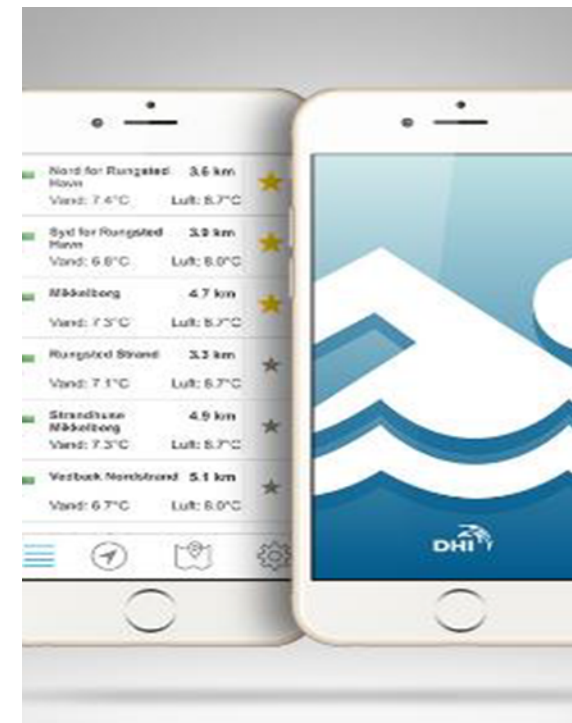 Nord for Rungsted 3.6 km
Havn
Vand: 7.4°C Luft: 8.7°C
Syd for Rungsted 3.9 km
Havn
Vand: 6.8°C Luft: 8.0°C
Mikkelborg 4.7 km
Vand: 7.3°C Luft: 8.7°C
Rungsted Strand 3.3 km
Vand: 7.1°C Luft: 8.7°C
Strandhuse 4.9 km
Mikkelborg
Vand: 7.3°C Luft: 8.7°C
Vedbæk Nordstrand 5.1 km
Vand: 6.7°C Luft: 8.0°C
DHI